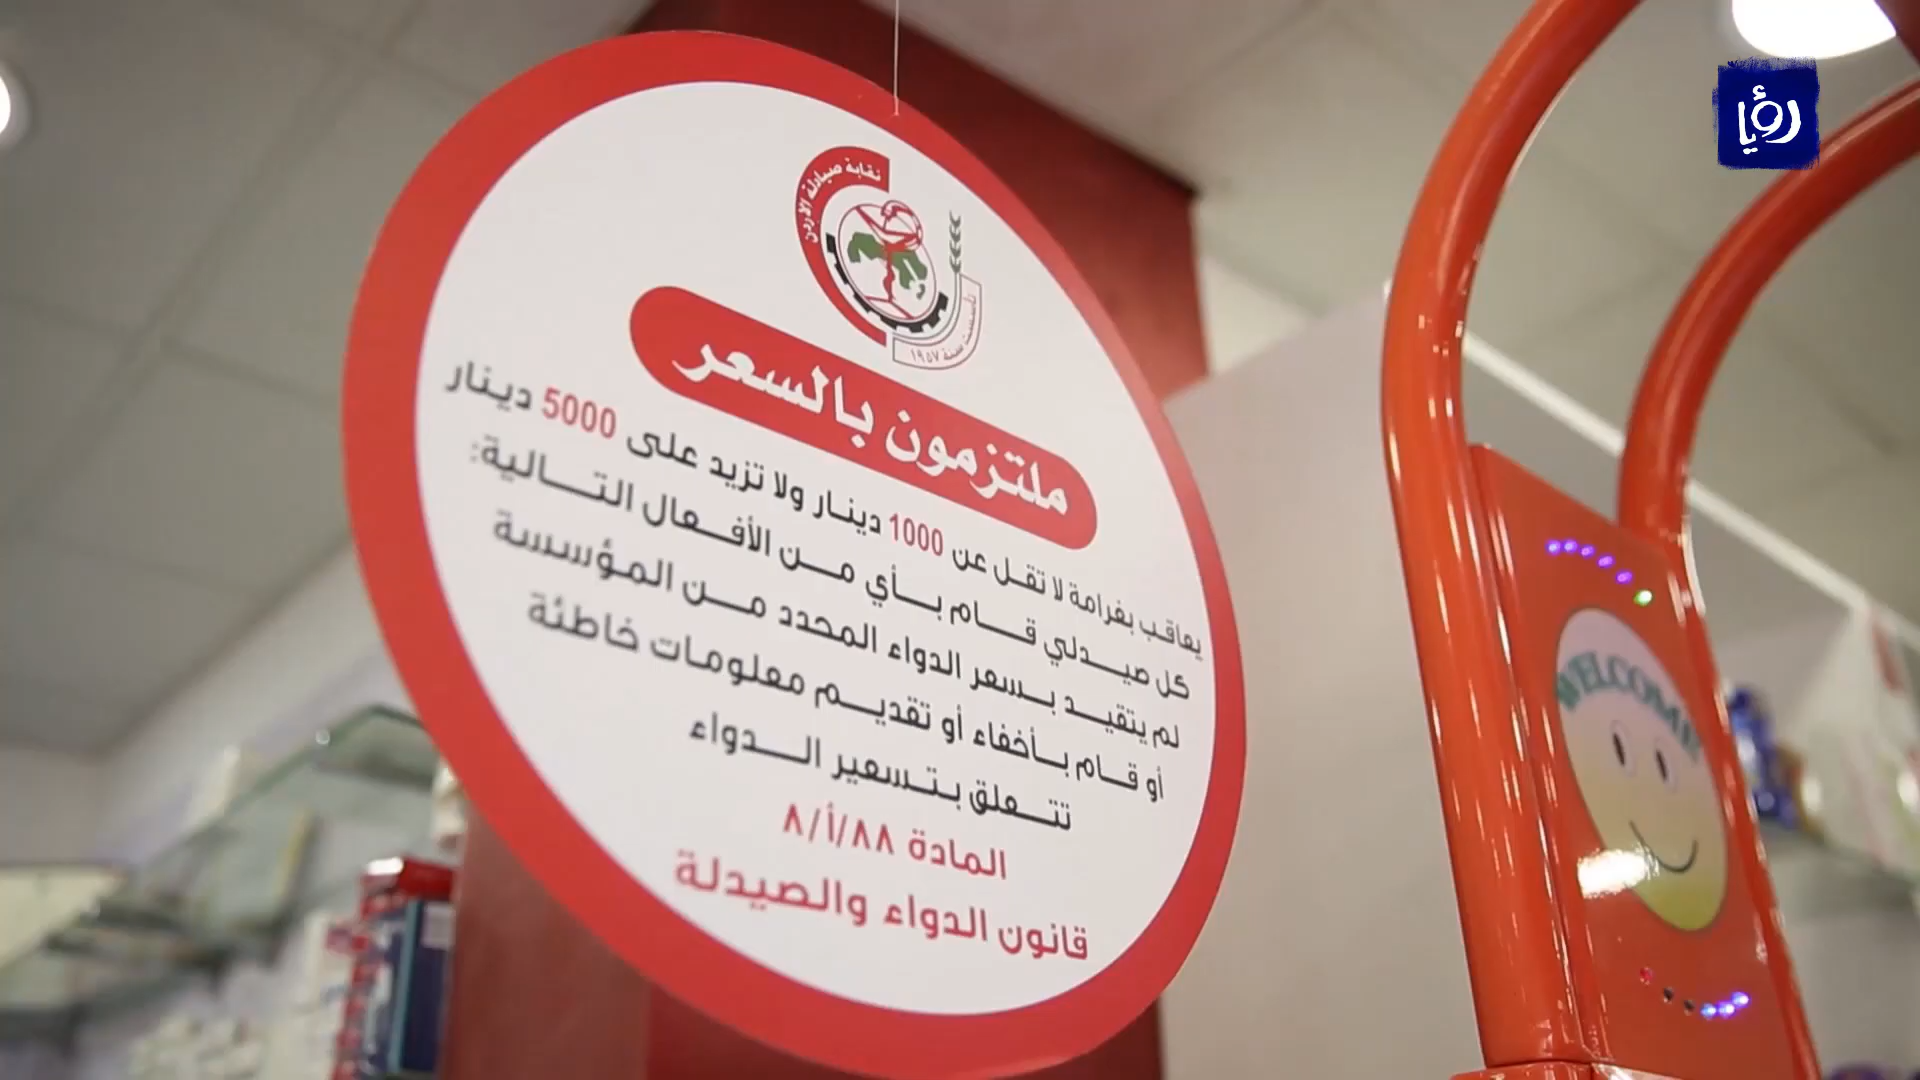 رؤيا
نقابة صيادلة الأردن
تأسست سنة ١٩٥٧
ملتزمون بالسعر
يعاقب بغرامة لا تقل عن 1000 دينار ولا تزيد على 5000 دينار
كل صيدلي قام بأي من الأفعال التالية:
لم يتقيد بسعر الدواء المحدد من المؤسسة
أو قام بأخفاء أو تقديم معلومات خاطئة
تتعلق بتسعير الدواء
المادة ٨٨/أ/٨
قانون الدواء والصيدلة
WELCOME